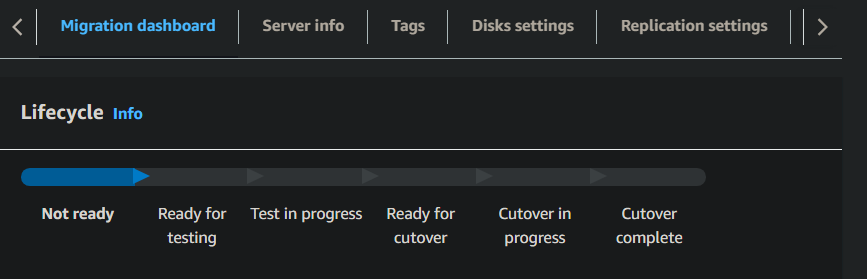 Migration dashboard
Server info
Tags
Disks settings
Replication settings
Lifecycle Info
Not ready
Ready for
testing
Test in progress
Ready for
cutover
Cutover in
progress
Cutover
complete